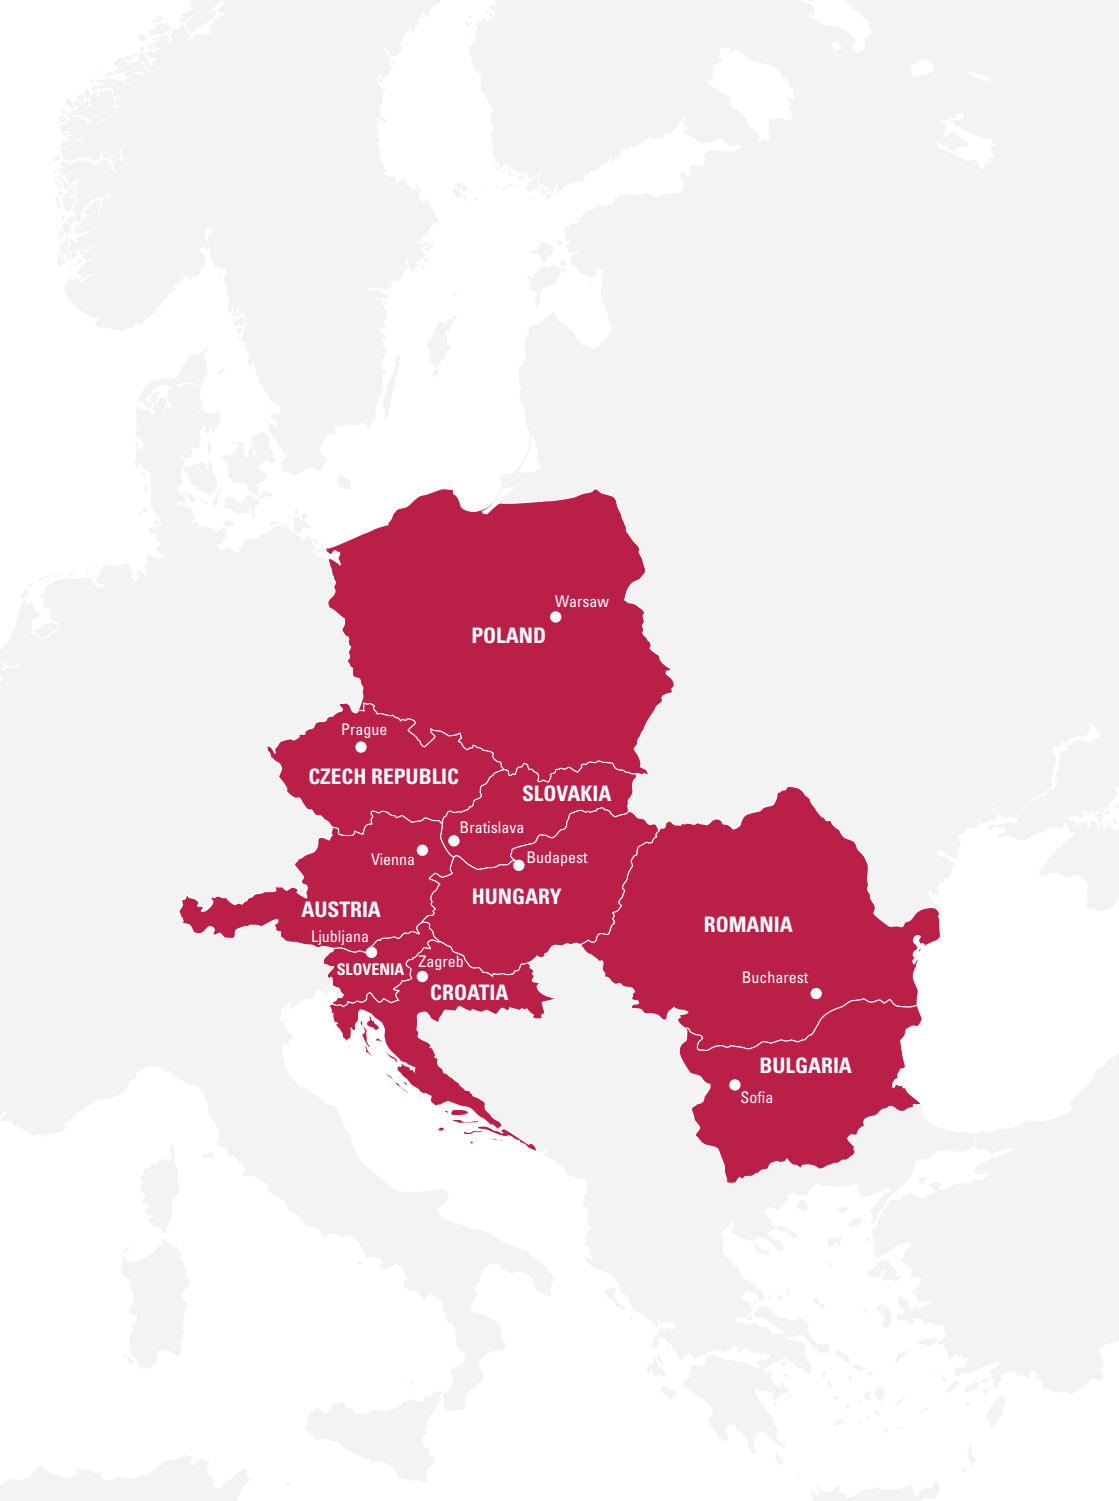 Warsaw
POLAND
Prague
CZECH REPUBLIC
SLOVAKIA
Bratislava
Vienna
Budapest
HUNGARY
AUSTRIA
ROMANIA
Ljubljana
Zagreb
SLOVENIA
Bucharest
CROATIA
BULGARIA
Sofia